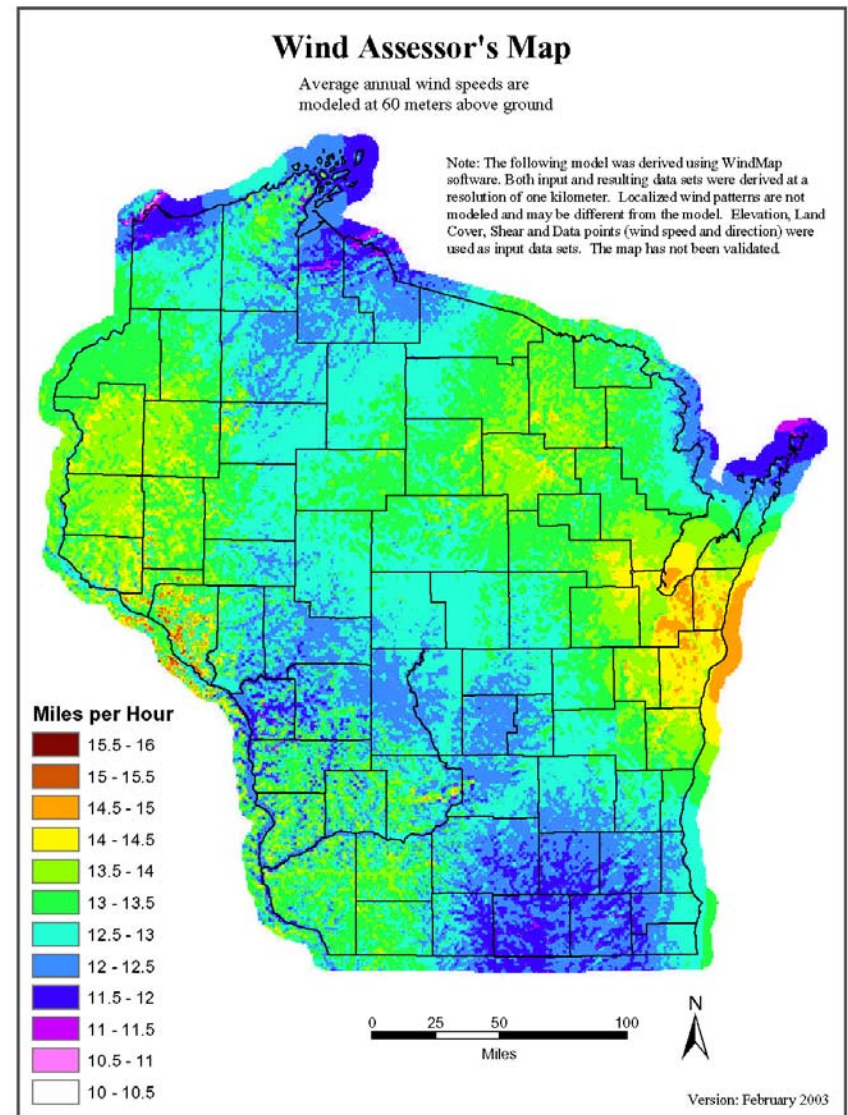 Wind Assessor's Map
Average annual wind speeds are
modeled at 60 meters above ground
Note: The following model was derived using WindMap
software. Both input and resulting data sets were derived at a
resolution of one kilometer. Localized wind patterns are not
modeled and may be different from the model. Elevation, Land
Cover, Shear and Data points (wind speed and direction) were
used as input data sets. The map has not been validated.
Miles per Hour
15.5 - 16
15 - 15.5
14.5 - 15
14 - 14.5
13.5 - 14
13 - 13.5
12.5 - 13
12 - 12.5
11.5 - 12
11 - 11.5
10.5 - 11
10 - 10.5
0 25 50 100
Miles
N
Version: February 2003